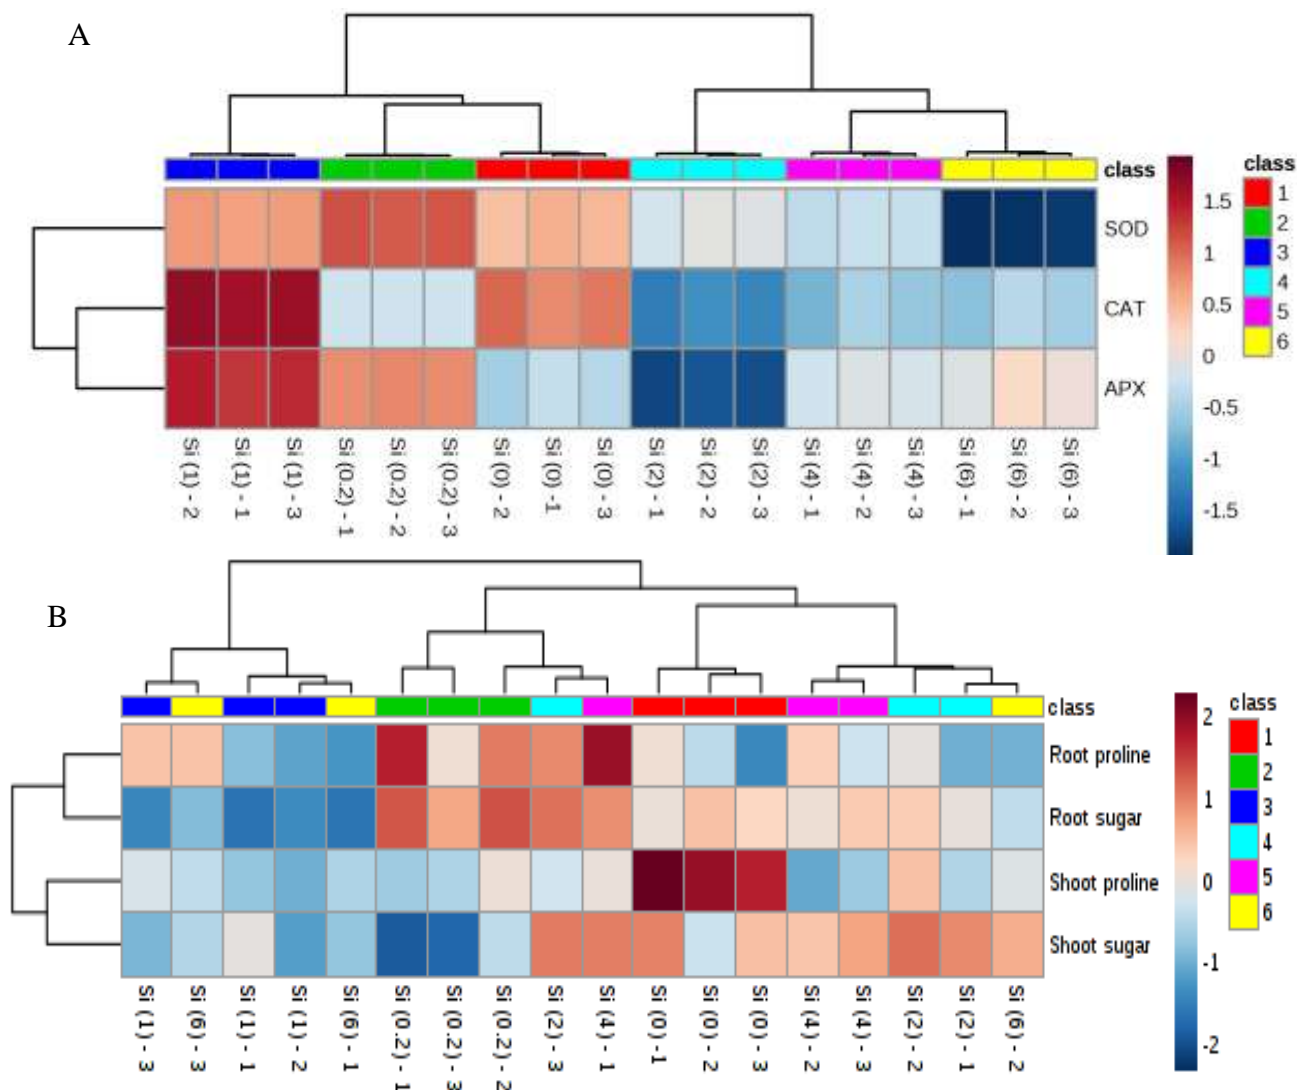 A
class
SOD
CAT
APX
1.5
1
0.5
0
-0.5
-1
-1.5
class
1
2
3
4
5
6
Si (1) - 2
Si (1) - 1
Si (1) - 3
Si (0.2) - 1
Si (0.2) - 2
Si (0.2) - 3
Si (0) - 2
Si (0) -1
Si (0) - 3
Si (2) - 1
Si (2) - 2
Si (2) - 3
Si (4) - 1
Si (4) - 2
Si (4) - 3
Si (6) - 1
Si (6) - 2
Si (6) - 3
B
class
Root proline
Root sugar
Shoot proline
Shoot sugar
2
1
0
-1
-2
class
1
2
3
4
5
6
Si (1) - 3
Si (6) - 3
Si (1) - 1
Si (1) - 2
Si (6) - 1
Si (0.2) - 1
Si (0.2) - 3
Si (0.2) - 2
Si (2) - 3
Si (4) - 1
Si (0) -1
Si (0) - 2
Si (0) - 3
Si (4) - 2
Si (4) - 3
Si (2) - 2
Si (2) - 1
Si (6) - 2